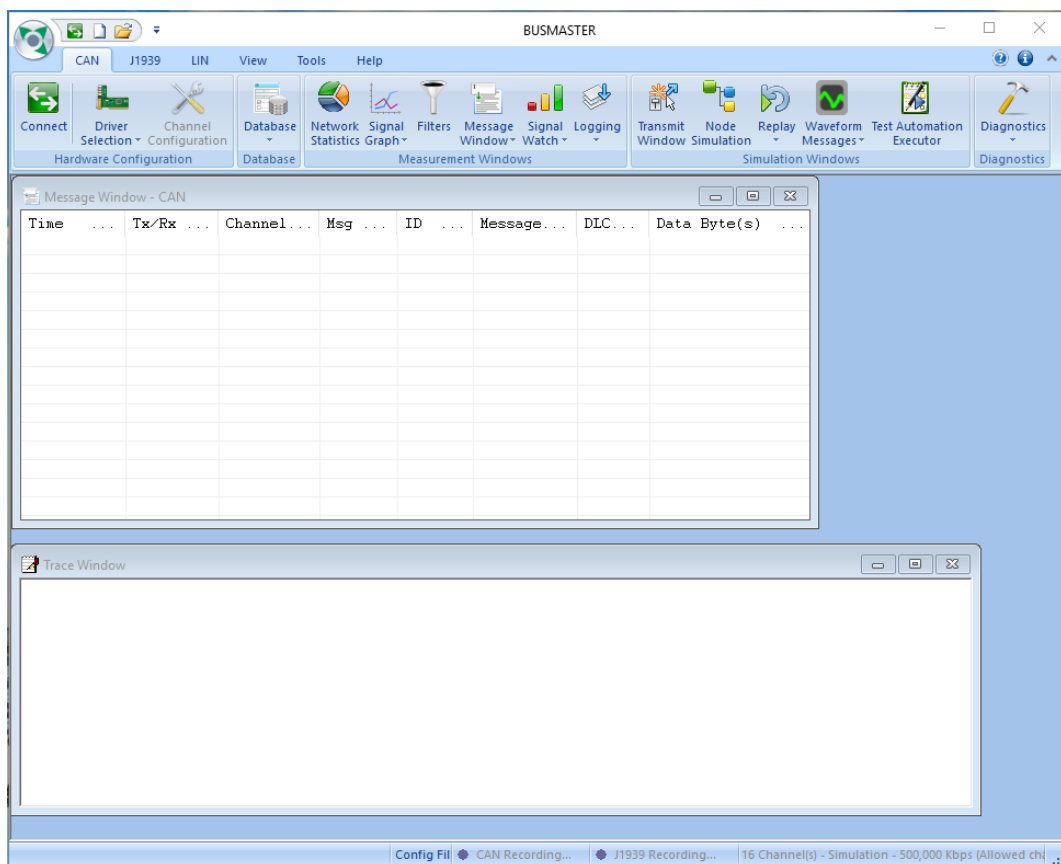 BUSMASTER
CAN J1939 LIN View Tools Help
Connect Driver Selection Channel Configuration Database Network Statistics Signal Graph Filters Message Window Signal Watch Logging Transmit Window Node Simulation Replay Waveform Messages Test Automation Executor Diagnostics
Hardware Configuration Database Measurement Windows Simulation Windows Diagnostics
Message Window - CAN
Time ... Tx/Rx ... Channel... Msg ... ID ... Message... DLC... Data Byte(s) ...
Trace Window
Config Fil CAN Recording... J1939 Recording... 16 Channel(s) - Simulation - 500,000 Kbps (Allowed ch